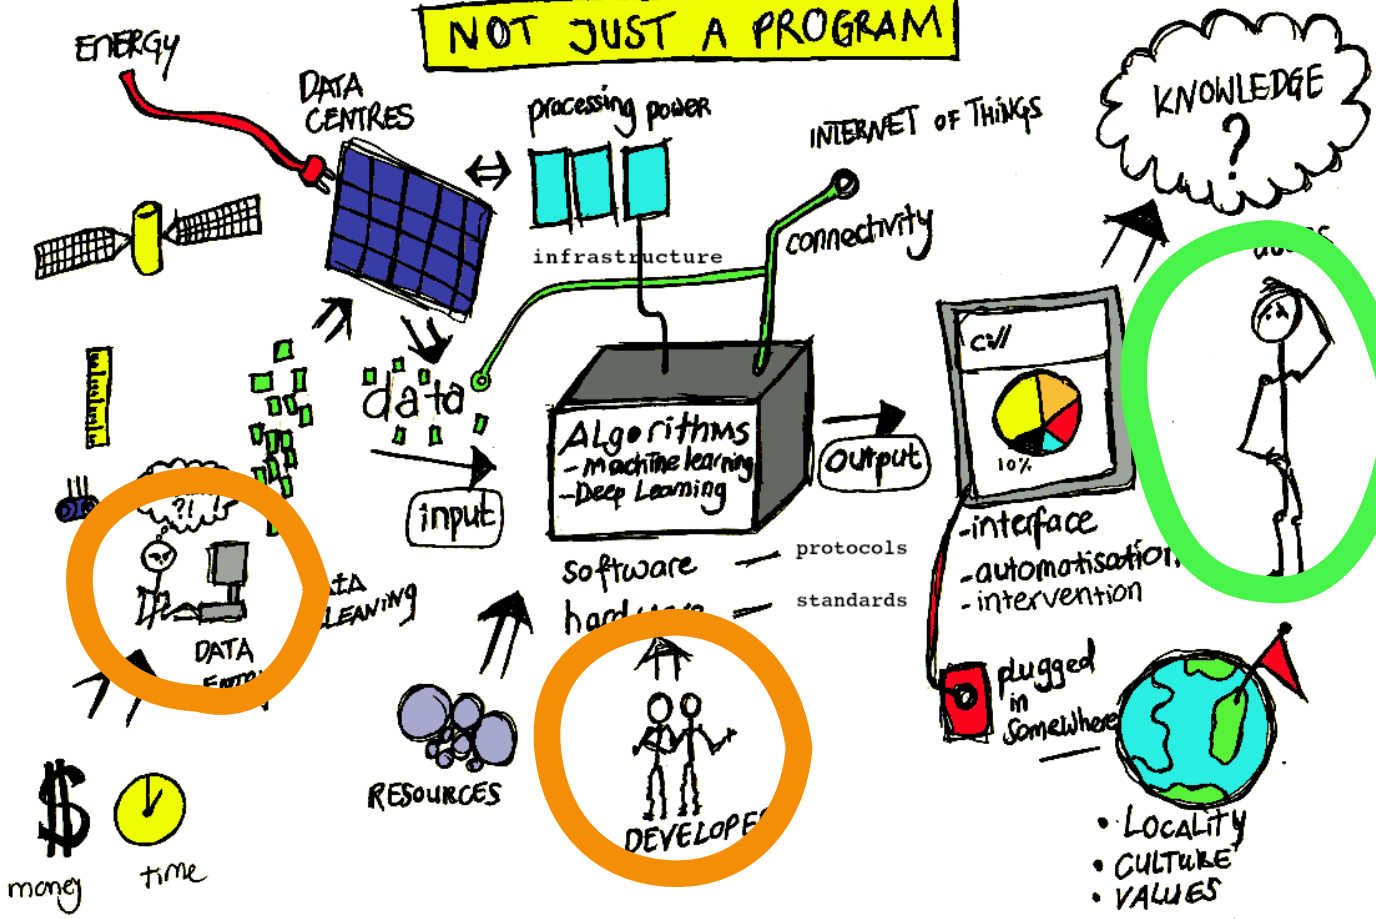 NOT JUST A PROGRAM
ENERGY
DATA
CENTRES
processing power
INTERNET OF THINGS
KNOWLEDGE
?
connectivity
infrastructure
data
c://
10%
ALgorithms
- Machine learning
- Deep Learning
input
output
?! !
DATA
CLEANING
software
protocols
standards
- interface
- automatisation
- intervention
plugged
in
somewhere
RESOURCES
DEVELOPE
$
money
time
• LOCALITY
• CULTURE
• VALUES